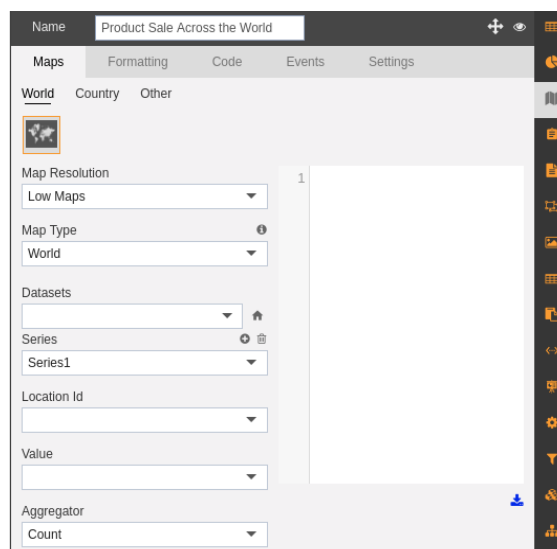 Name Product Sale Across the World
Maps Formatting Code Events Settings
World Country Other
Map Resolution
Low Maps
1
Map Type
World
Datasets
Series
Series1
Location Id
Value
Aggregator
Count